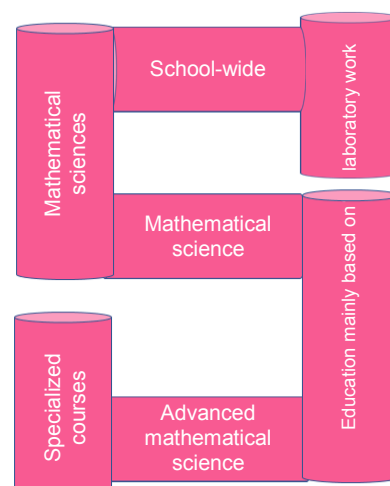 School-wide
Mathematical
sciences
laboratory work
Mathematical
science
Education mainly based on
Specialized
courses
Advanced
mathematical
science